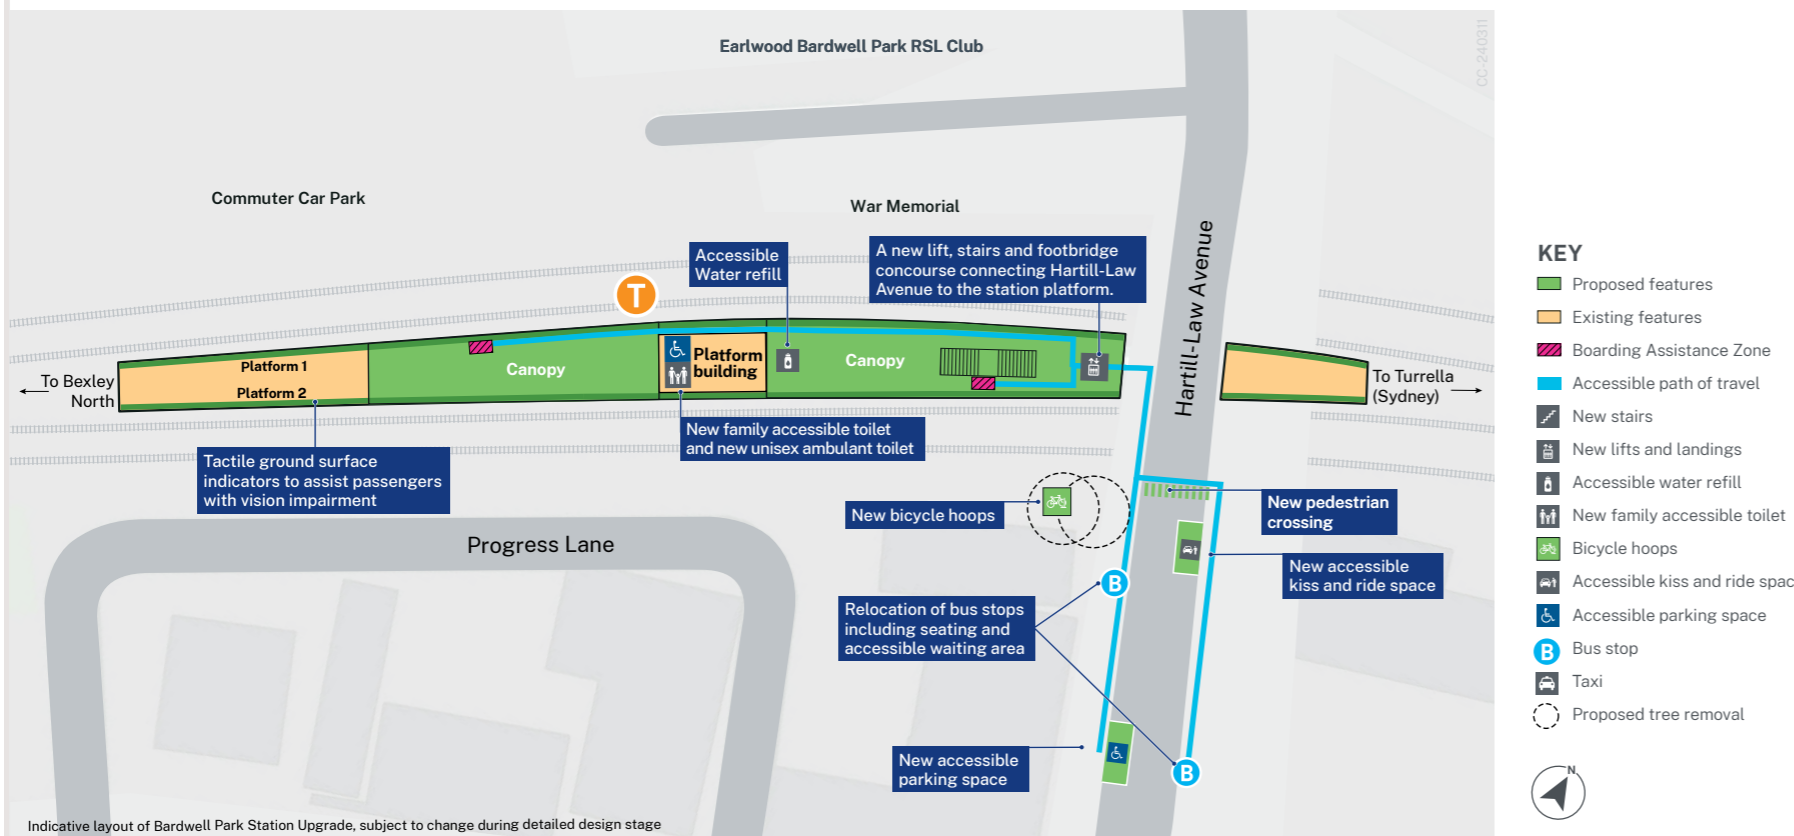 Earlwood Bardwell Park RSL Club
CC-240311
Commuter Car Park
War Memorial
Accessible
Water refill
A new lift, stairs and footbridge
concourse connecting Hartill-Law
Avenue to the station platform.
Hartill-Law Avenue
T
Platform 1
Platform 2
Canopy
Platform
building
Canopy
To Bexley
North
To Turrella
(Sydney)
New family accessible toilet
and new unisex ambulant toilet
Tactile ground surface
indicators to assist passengers
with vision impairment
New bicycle hoops
New pedestrian
crossing
Progress Lane
New accessible
kiss and ride space
B
Relocation of bus stops
including seating and
accessible waiting area
New accessible
parking space
B
Indicative layout of Bardwell Park Station Upgrade, subject to change during detailed design stage
KEY
Proposed features
Existing features
Boarding Assistance Zone
Accessible path of travel
New stairs
New lifts and landings
Accessible water refill
New family accessible toilet
Bicycle hoops
Accessible kiss and ride spac
Accessible parking space
B Bus stop
Taxi
Proposed tree removal
N